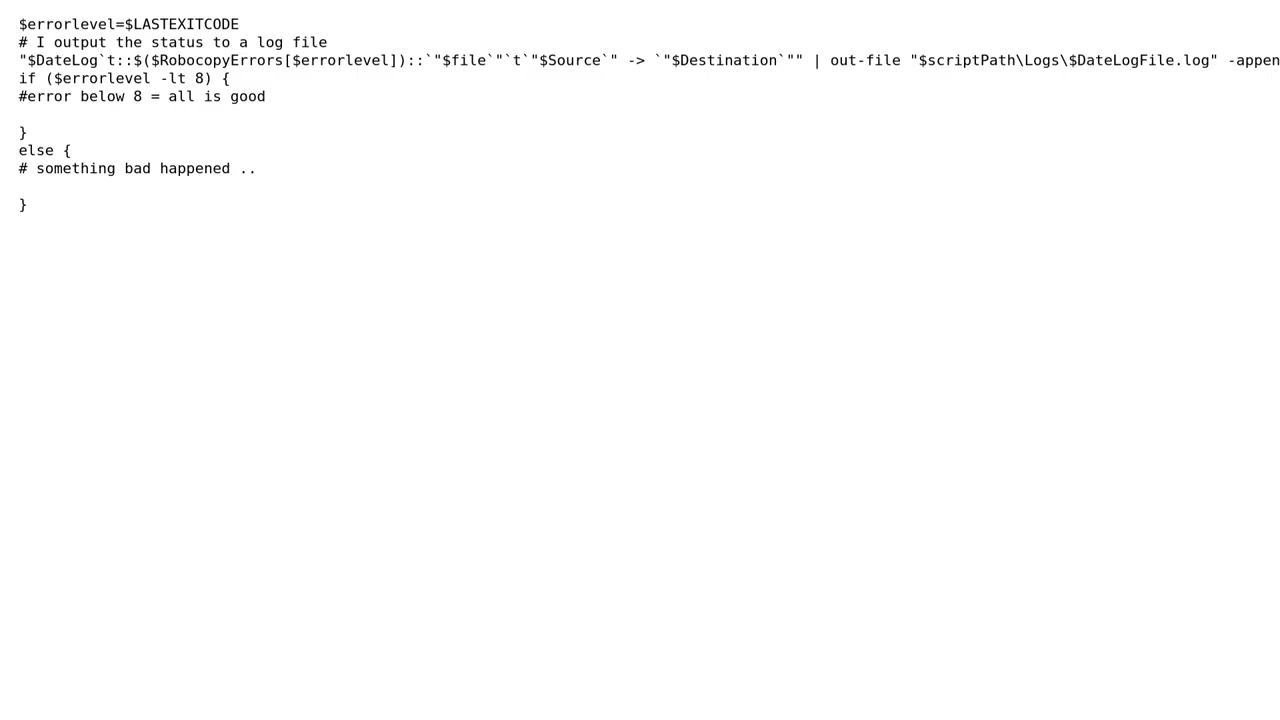 $errorlevel=$LASTEXITCODE
# I output the status to a log file
"$DateLog`t::$($RobocopyErrors[$errorlevel])::`"$file`"`t`"$Source`" -> `"$Destination`"" | out-file "$scriptPath\Logs\$DateLogFile.log" -appen
if ($errorlevel -lt 8) {
#error below 8 = all is good
}
else {
# something bad happened ..
}